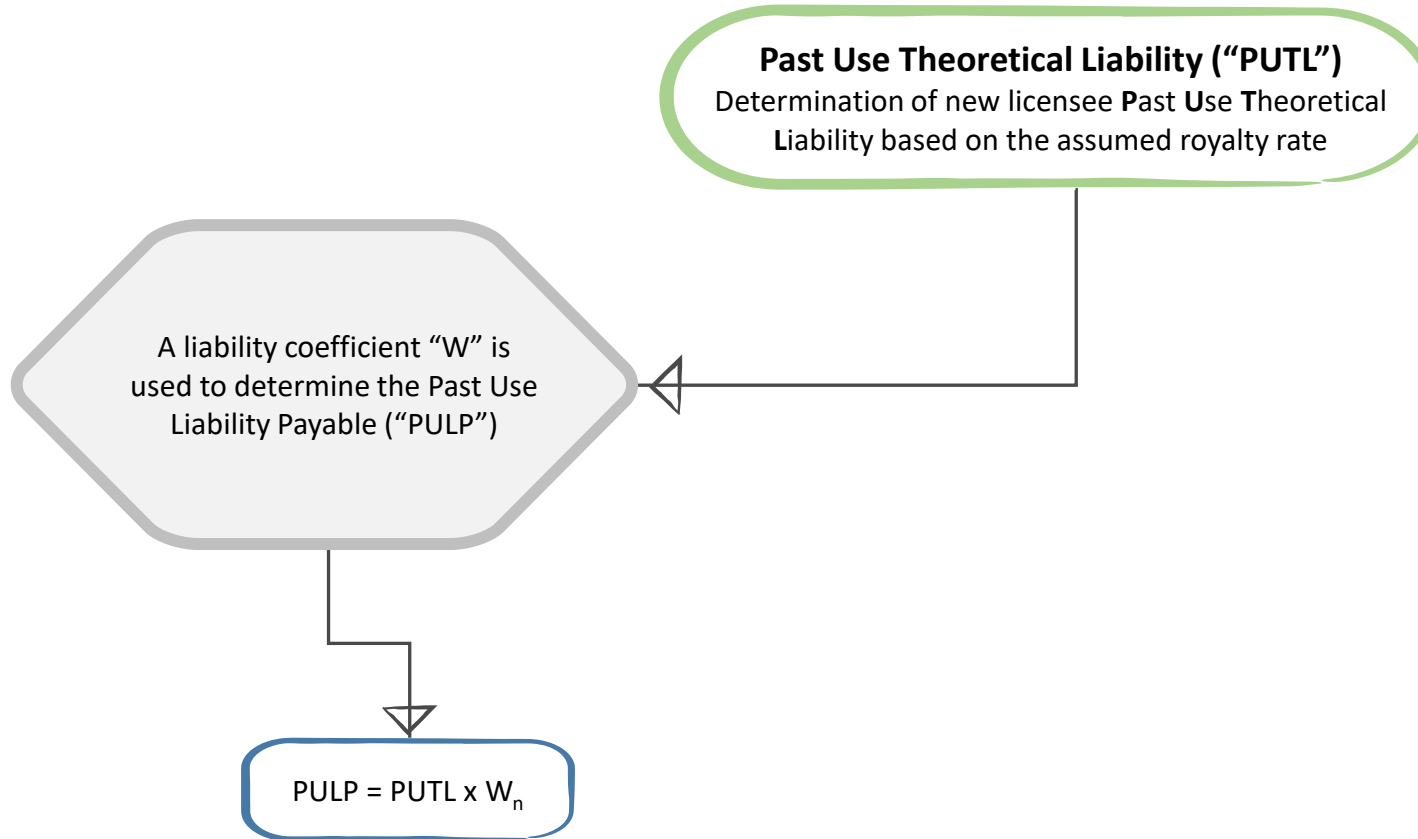 Past Use Theoretical Liability (“PUTL”)
Determination of new licensee Past Use Theoretical
Liability based on the assumed royalty rate
A liability coefficient “W” is
used to determine the Past Use
Liability Payable (“PULP”)
PULP = PUTL x Wₙ